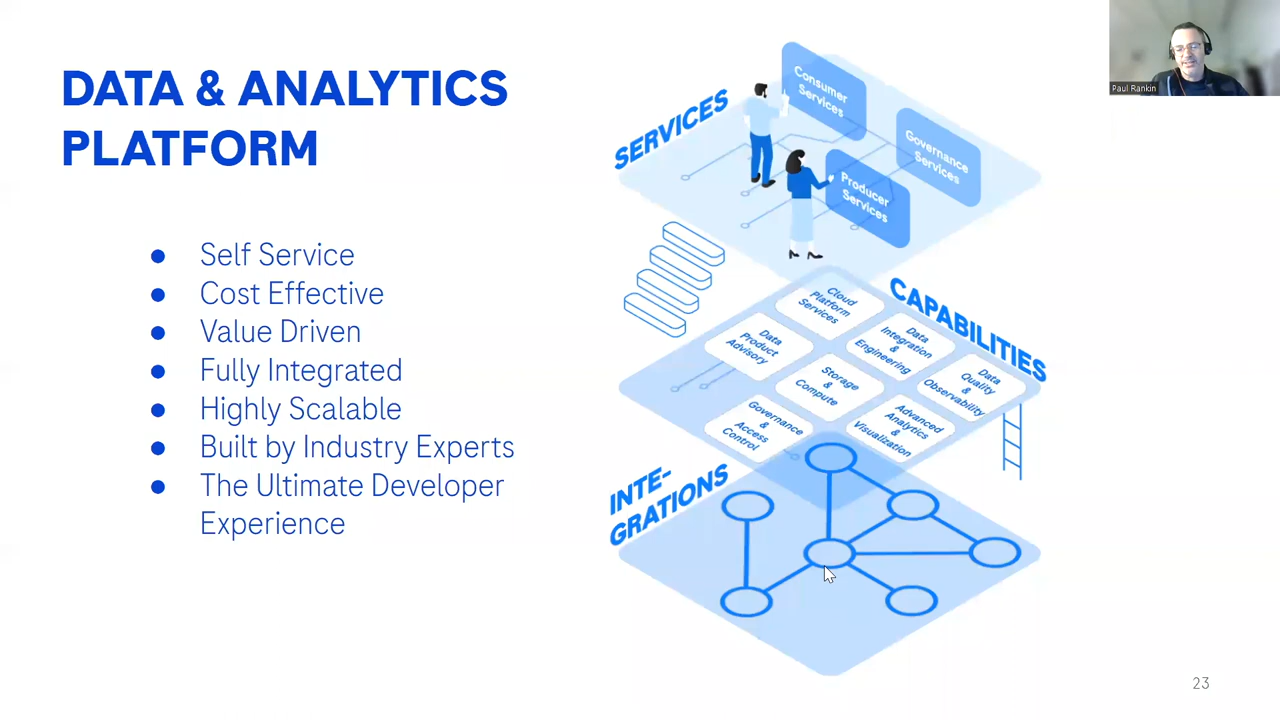 DATA & ANALYTICS
PLATFORM
● Self Service
● Cost Effective
● Value Driven
● Fully Integrated
● Highly Scalable
● Built by Industry Experts
● The Ultimate Developer
Experience
SERVICES
Consumer
Services
Governance
Services
Producer
Services
CAPABILITIES
Cloud
Platform
Services
Data
Integration
&
Engineering
Data
Quality
&
Observability
Data
Product
Advisory
Storage
&
Compute
Advanced
Analytics
&
Visualization
Governance
&
Access
Control
INTE-
GRATIONS
Paul Rankin
23